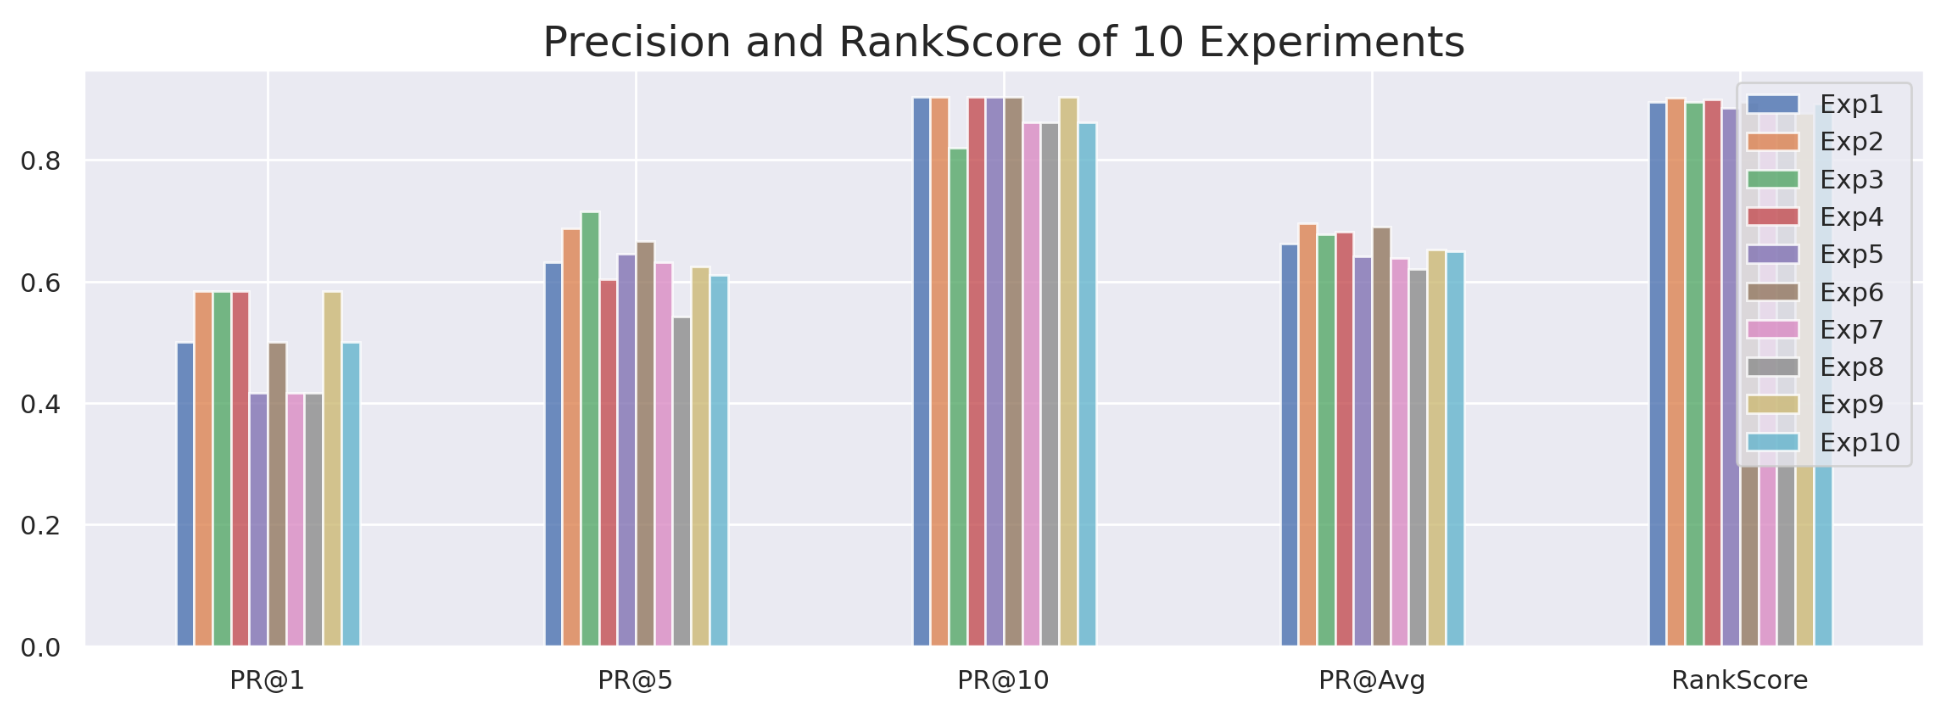 Precision and RankScore of 10 Experiments
0.8
0.6
0.4
0.2
0.0
PR@1
PR@5
PR@10
PR@Avg
RankScore
Exp1
Exp2
Exp3
Exp4
Exp5
Exp6
Exp7
Exp8
Exp9
Exp10